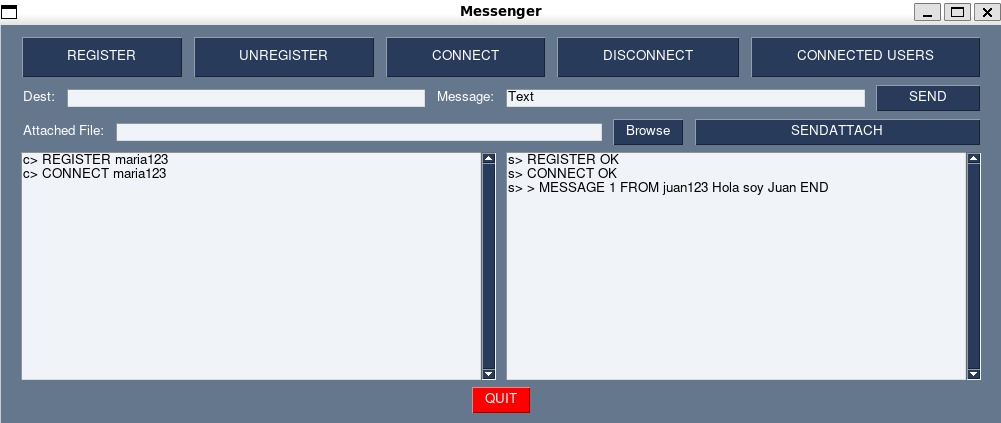 Messenger
REGISTER UNREGISTER CONNECT DISCONNECT CONNECTED USERS
Dest: Message: Text SEND
Attached File: Browse SENDATTACH
c> REGISTER maria123
c> CONNECT maria123
s> REGISTER OK
s> CONNECT OK
s> > MESSAGE 1 FROM juan123 Hola soy Juan END
QUIT